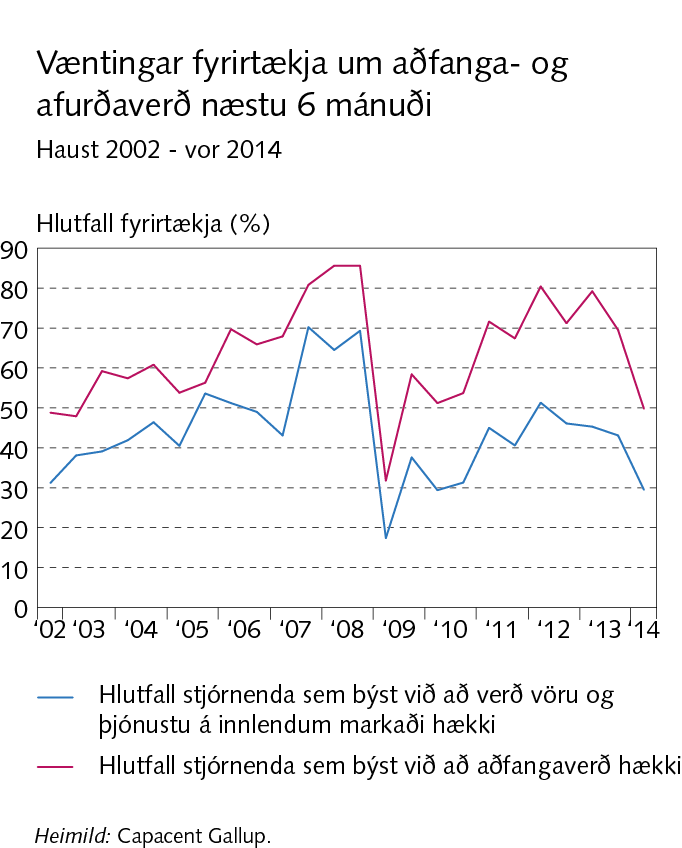 Væntingar fyrirtækja um aðfanga- og
afurðaverð næstu 6 mánuði
Haust 2002 - vor 2014
Hlutfall fyrirtækja (%)
90
80
70
60
50
40
30
20
10
0
‘02 ‘03 ‘04 ‘05 ‘06 ‘07 ‘08 ‘09 ‘10 ‘11 ‘12 ‘13 ‘14
Hlutfall stjórnenda sem býst við að verð vöru og
þjónustu á innlendum markaði hækki
Hlutfall stjórnenda sem býst við að aðfangaverð hækki
Heimild: Capacent Gallup.